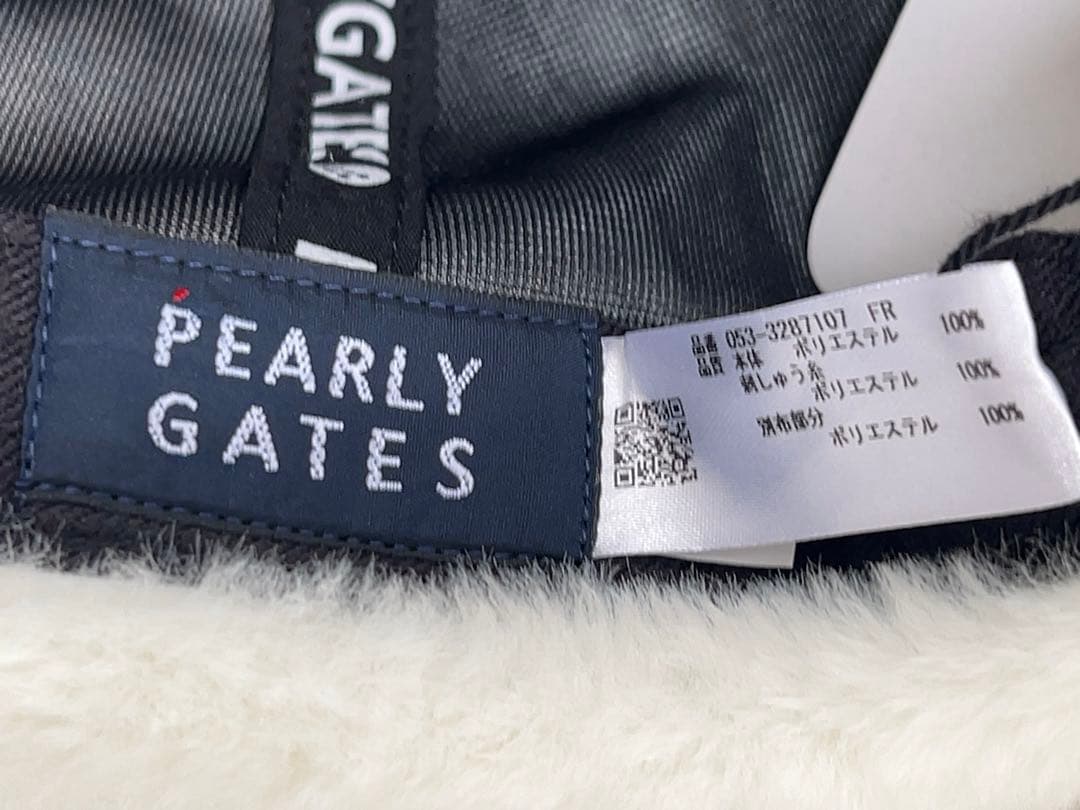 GATES
PEARLY
GATES
品番 053-3287107 FR
品質 本体 ポリエステル 100%
刺しゅう糸 ポリエステル 100%
別布部分 ポリエステル 100%